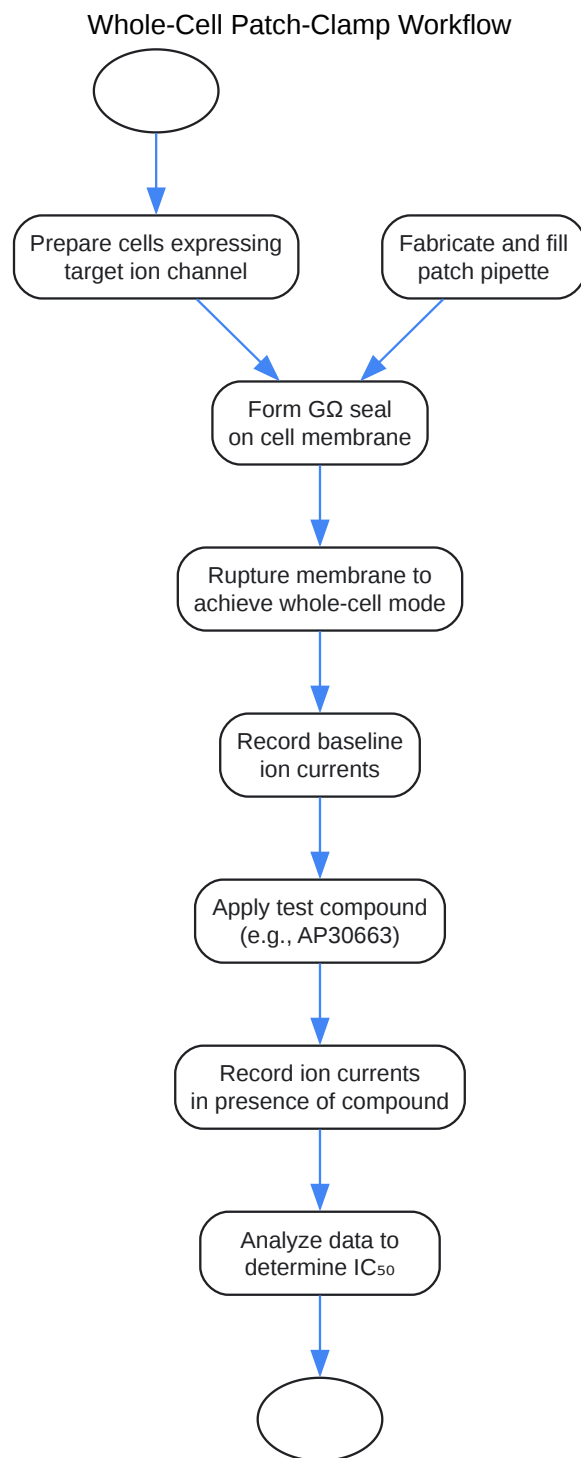 Whole-Cell Patch-Clamp Workflow
Prepare cells expressing
target ion channel
Fabricate and fill
patch pipette
Form GΩ seal
on cell membrane
Rupture membrane to
achieve whole-cell mode
Record baseline
ion currents
Apply test compound
(e.g., AP30663)
Record ion currents
in presence of compound
Analyze data to
determine IC₅₀